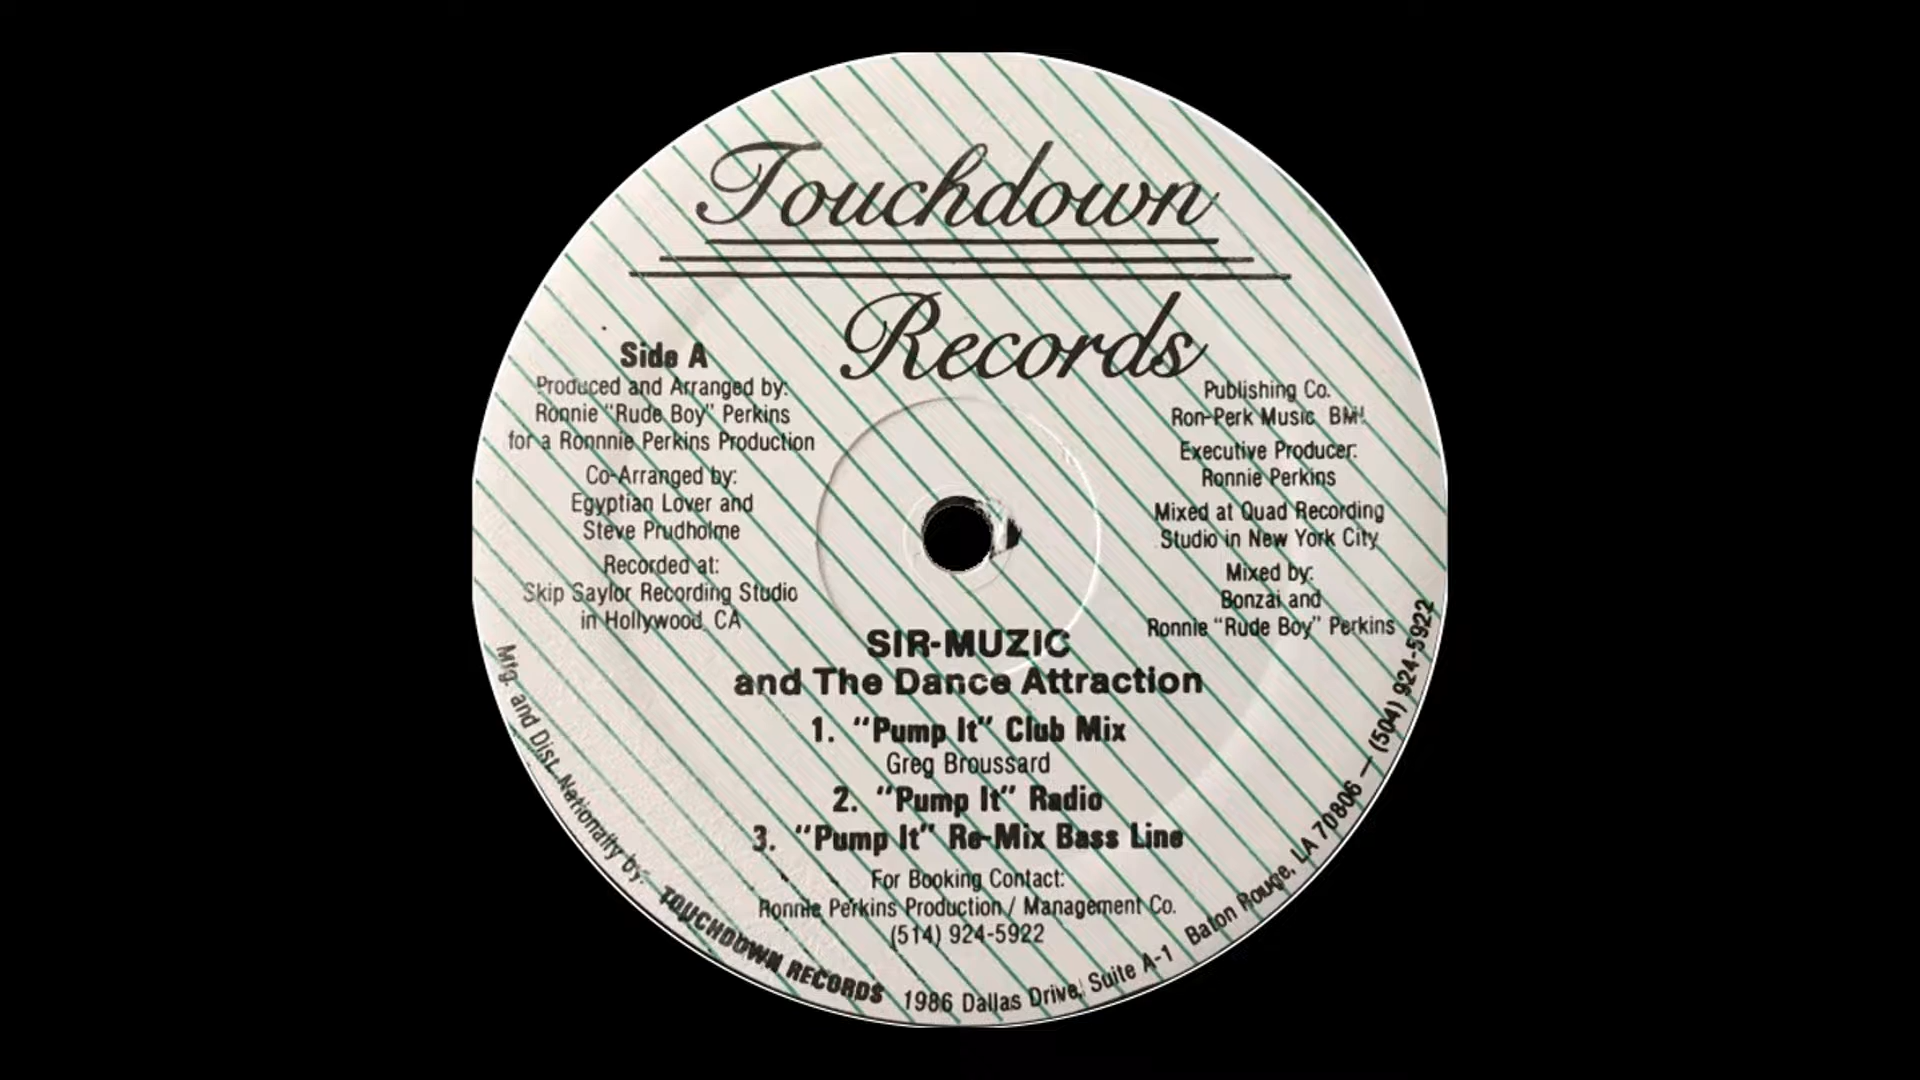 Touchdown
Records
Side A
Produced and Arranged by:
Ronnie "Rude Boy" Perkins
for a Ronnnie Perkins Production
Co-Arranged by:
Egyptian Lover and
Steve Prudholme
Recorded at:
Skip Saylor Recording Studio
in Hollywood, CA
Publishing Co.
Ron-Perk Music BMI
Executive Producer:
Ronnie Perkins
Mixed at Quad Recording
Studio in New York City
Mixed by:
Bonzai and
Ronnie "Rude Boy" Perkins
SIR-MUZIC
and The Dance Attraction
1. "Pump It" Club Mix
Greg Broussard
2. "Pump It" Radio
3. "Pump It" Re-Mix Bass Line
For Booking Contact:
Ronnie Perkins Production / Management Co.
(514) 924-5922
Mfg. and Dist. Nationally by: TOUCHDOWN RECORDS 1986 Dallas Drive, Suite A-1 Baton Rouge, LA 70806 — (504) 924-5922